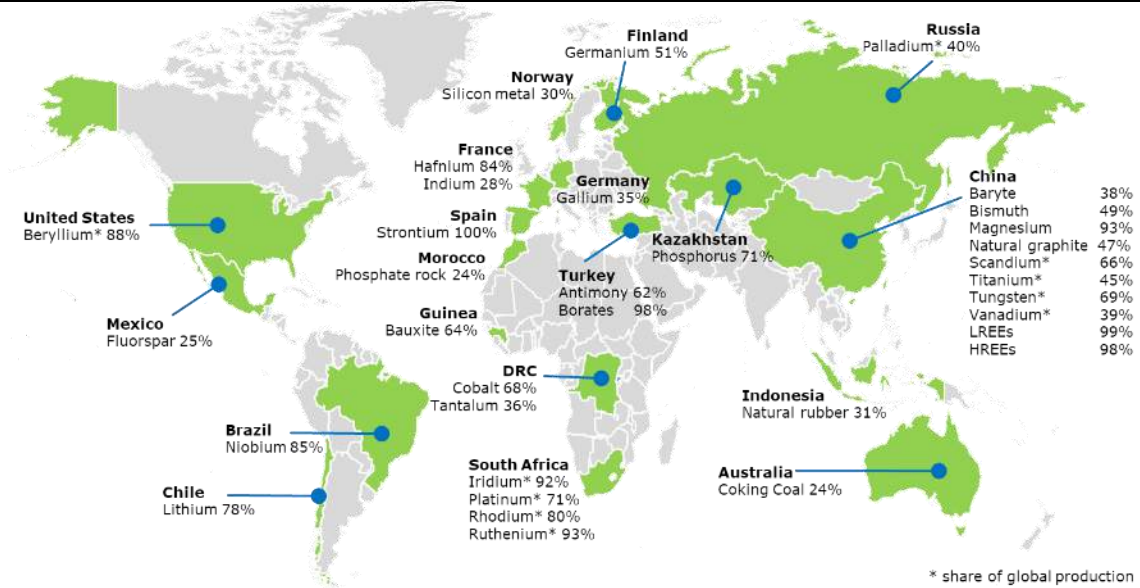 Finland
Germanium 51%
Russia
Palladium* 40%
Norway
Silicon metal 30%
France
Hafnium 84%
Indium 28%
Germany
Gallium 35%
China
Baryte 38%
Bismuth 49%
Magnesium 93%
Natural graphite 47%
Scandium* 66%
Titanium* 45%
Tungsten* 69%
Vanadium* 39%
LREEs 99%
HREEs 98%
United States
Beryllium* 88%
Spain
Strontium 100%
Kazakhstan
Phosphorus 71%
Morocco
Phosphate rock 24%
Turkey
Antimony 62%
Borates 98%
Mexico
Fluorspar 25%
Guinea
Bauxite 64%
DRC
Cobalt 68%
Tantalum 36%
Indonesia
Natural rubber 31%
Brazil
Niobium 85%
South Africa
Iridium* 92%
Platinum* 71%
Rhodium* 80%
Ruthenium* 93%
Australia
Coking Coal 24%
Chile
Lithium 78%
* share of global production